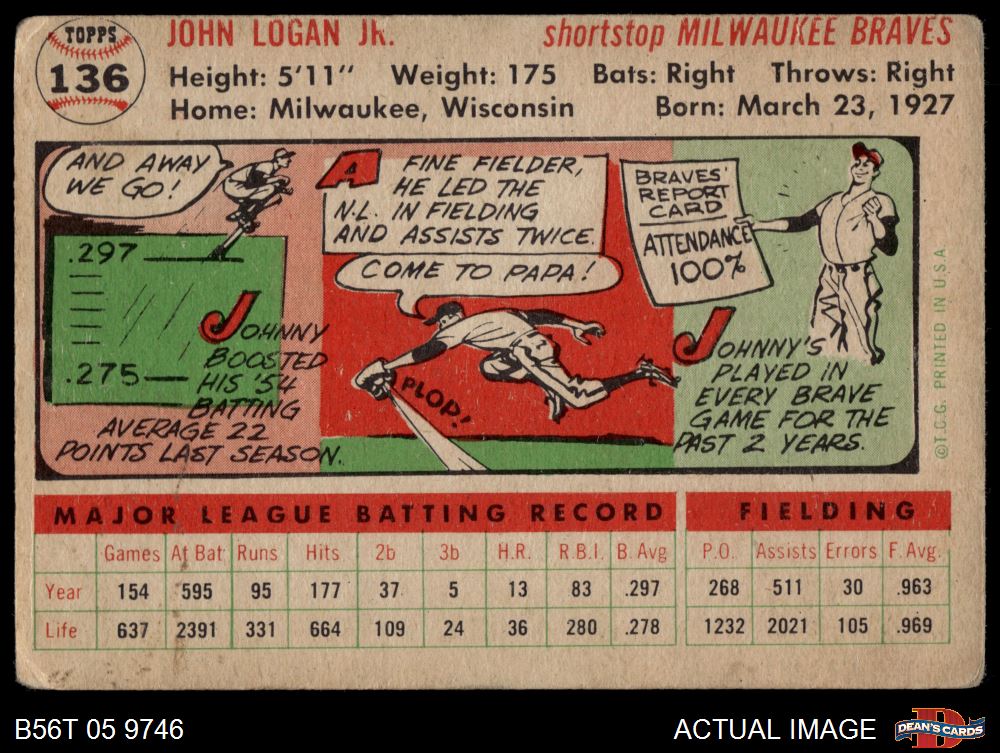 TOPPS
136
JOHN LOGAN JR.
shortstop MILWAUKEE BRAVES
Height: 5'11" Weight: 175 Bats: Right Throws: Right
Home: Milwaukee, Wisconsin Born: March 23, 1927
AND AWAY
WE GO!
.297
.275
JOHNNY
BOOSTED
HIS '54
BATTING
AVERAGE 22
POINTS LAST SEASON.
A FINE FIELDER,
HE LED THE
N.L. IN FIELDING
AND ASSISTS TWICE.
COME TO PAPA!
PLOP!
BRAVES'
REPORT
CARD
ATTENDANCE
100%
JOHNNY'S
PLAYED IN
EVERY BRAVE
GAME FOR THE
PAST 2 YEARS.
©T.C.G. PRINTED IN U.S.A
MAJOR LEAGUE BATTING RECORD FIELDING
Games At Bat Runs Hits 2b 3b H.R. R.B.I. B. Avg P.O. Assists Errors F. Avg.
Year 154 595 95 177 37 5 13 83 .297 268 511 30 .963
Life 637 2391 331 664 109 24 36 280 .278 1232 2021 105 .969
B56T 05 9746 ACTUAL IMAGE
DEAN'S CARDS